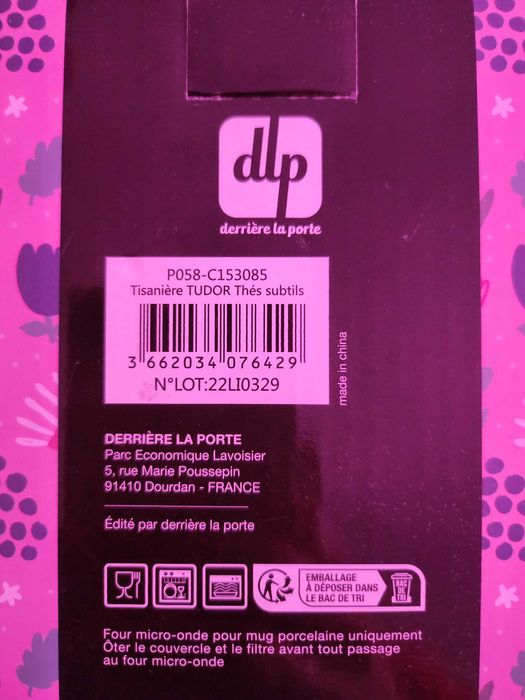 dlp
derrière la porte
P058-C153085
Tisanière TUDOR Thés subtils
3 662034 076429
N°LOT:22LI0329
made in china
DERRIÈRE LA PORTE
Parc Economique Lavoisier
5, rue Marie Poussepin
91410 Dourdan - FRANCE
Édité par derrière la porte
EMBALLAGE
À DÉPOSER DANS
LE BAC DE TRI
BAC
DE
TRI
Four micro-onde pour mug porcelaine uniquement
Ôter le couvercle et le filtre avant tout passage
au four micro-onde